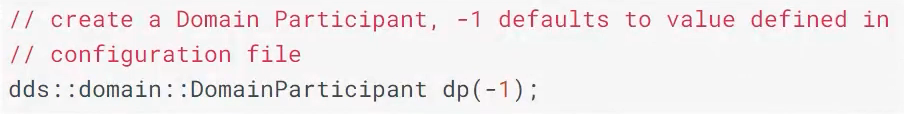 // create a Domain Participant, -1 defaults to value defined in
// configuration file
dds::domain::DomainParticipant dp(-1);